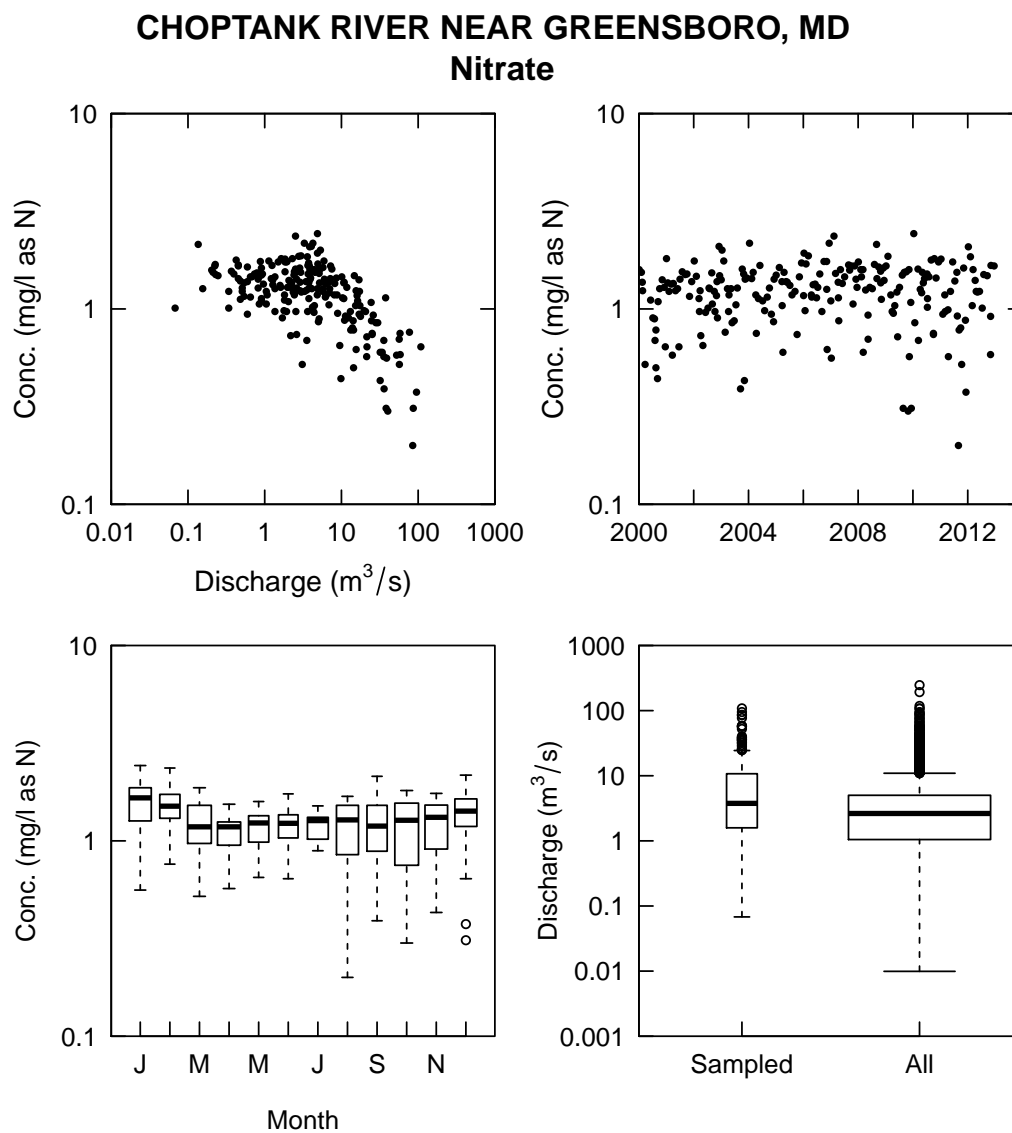 CHOPTANK RIVER NEAR GREENSBORO, MD
Nitrate
10
1
0.1
Conc. (mg/l as N)
0.01 0.1 1 10 100 1000
Discharge (m³/s)
10
1
0.1
Conc. (mg/l as N)
2000 2004 2008 2012
10
1
0.1
Conc. (mg/l as N)
J M M J S N
Month
1000
100
10
1
0.1
0.01
0.001
Discharge (m³/s)
Sampled All